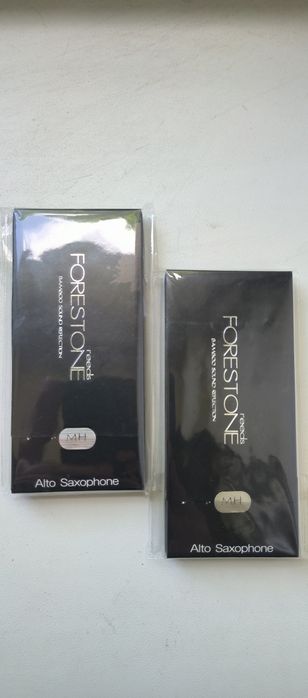 FORESTONE
reeds
BAMBOO SOUND REFLECTION
MH
Alto Saxophone
FORESTONE
reeds
BAMBOO SOUND REFLECTION
MH
Alto Saxophone